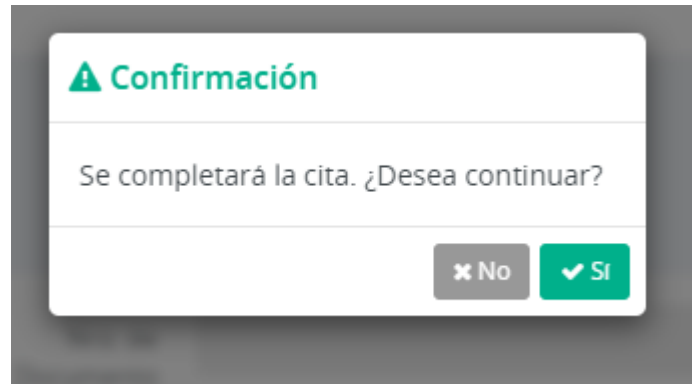 Confirmación
Se completará la cita. ¿Desea continuar?
No
Sí